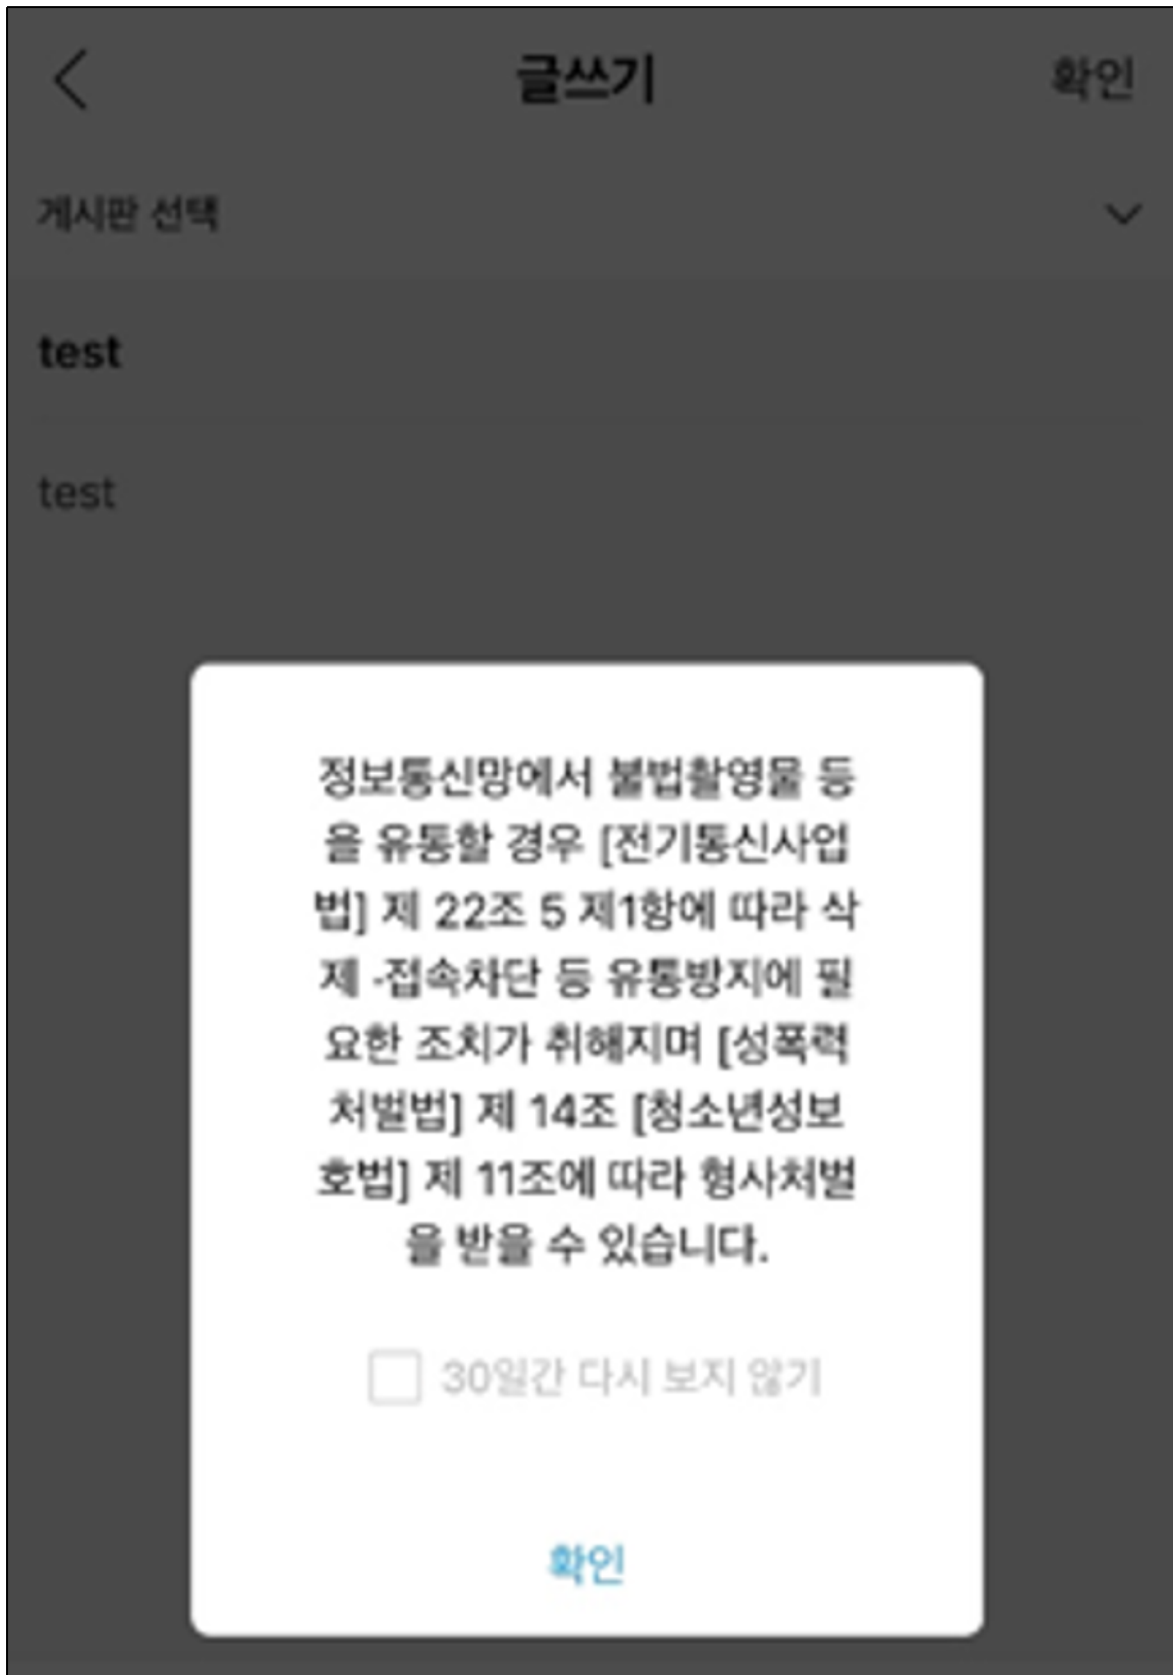 글쓰기
확인
게시판 선택
test
test
정보통신망에서 불법촬영물 등
을 유통할 경우 [전기통신사업
법] 제 22조 5 제1항에 따라 삭
제 -접속차단 등 유통방지에 필
요한 조치가 취해지며 [성폭력
처벌법] 제 14조 [청소년성보
호법] 제 11조에 따라 형사처벌
을 받을 수 있습니다.
30일간 다시 보지 않기
확인